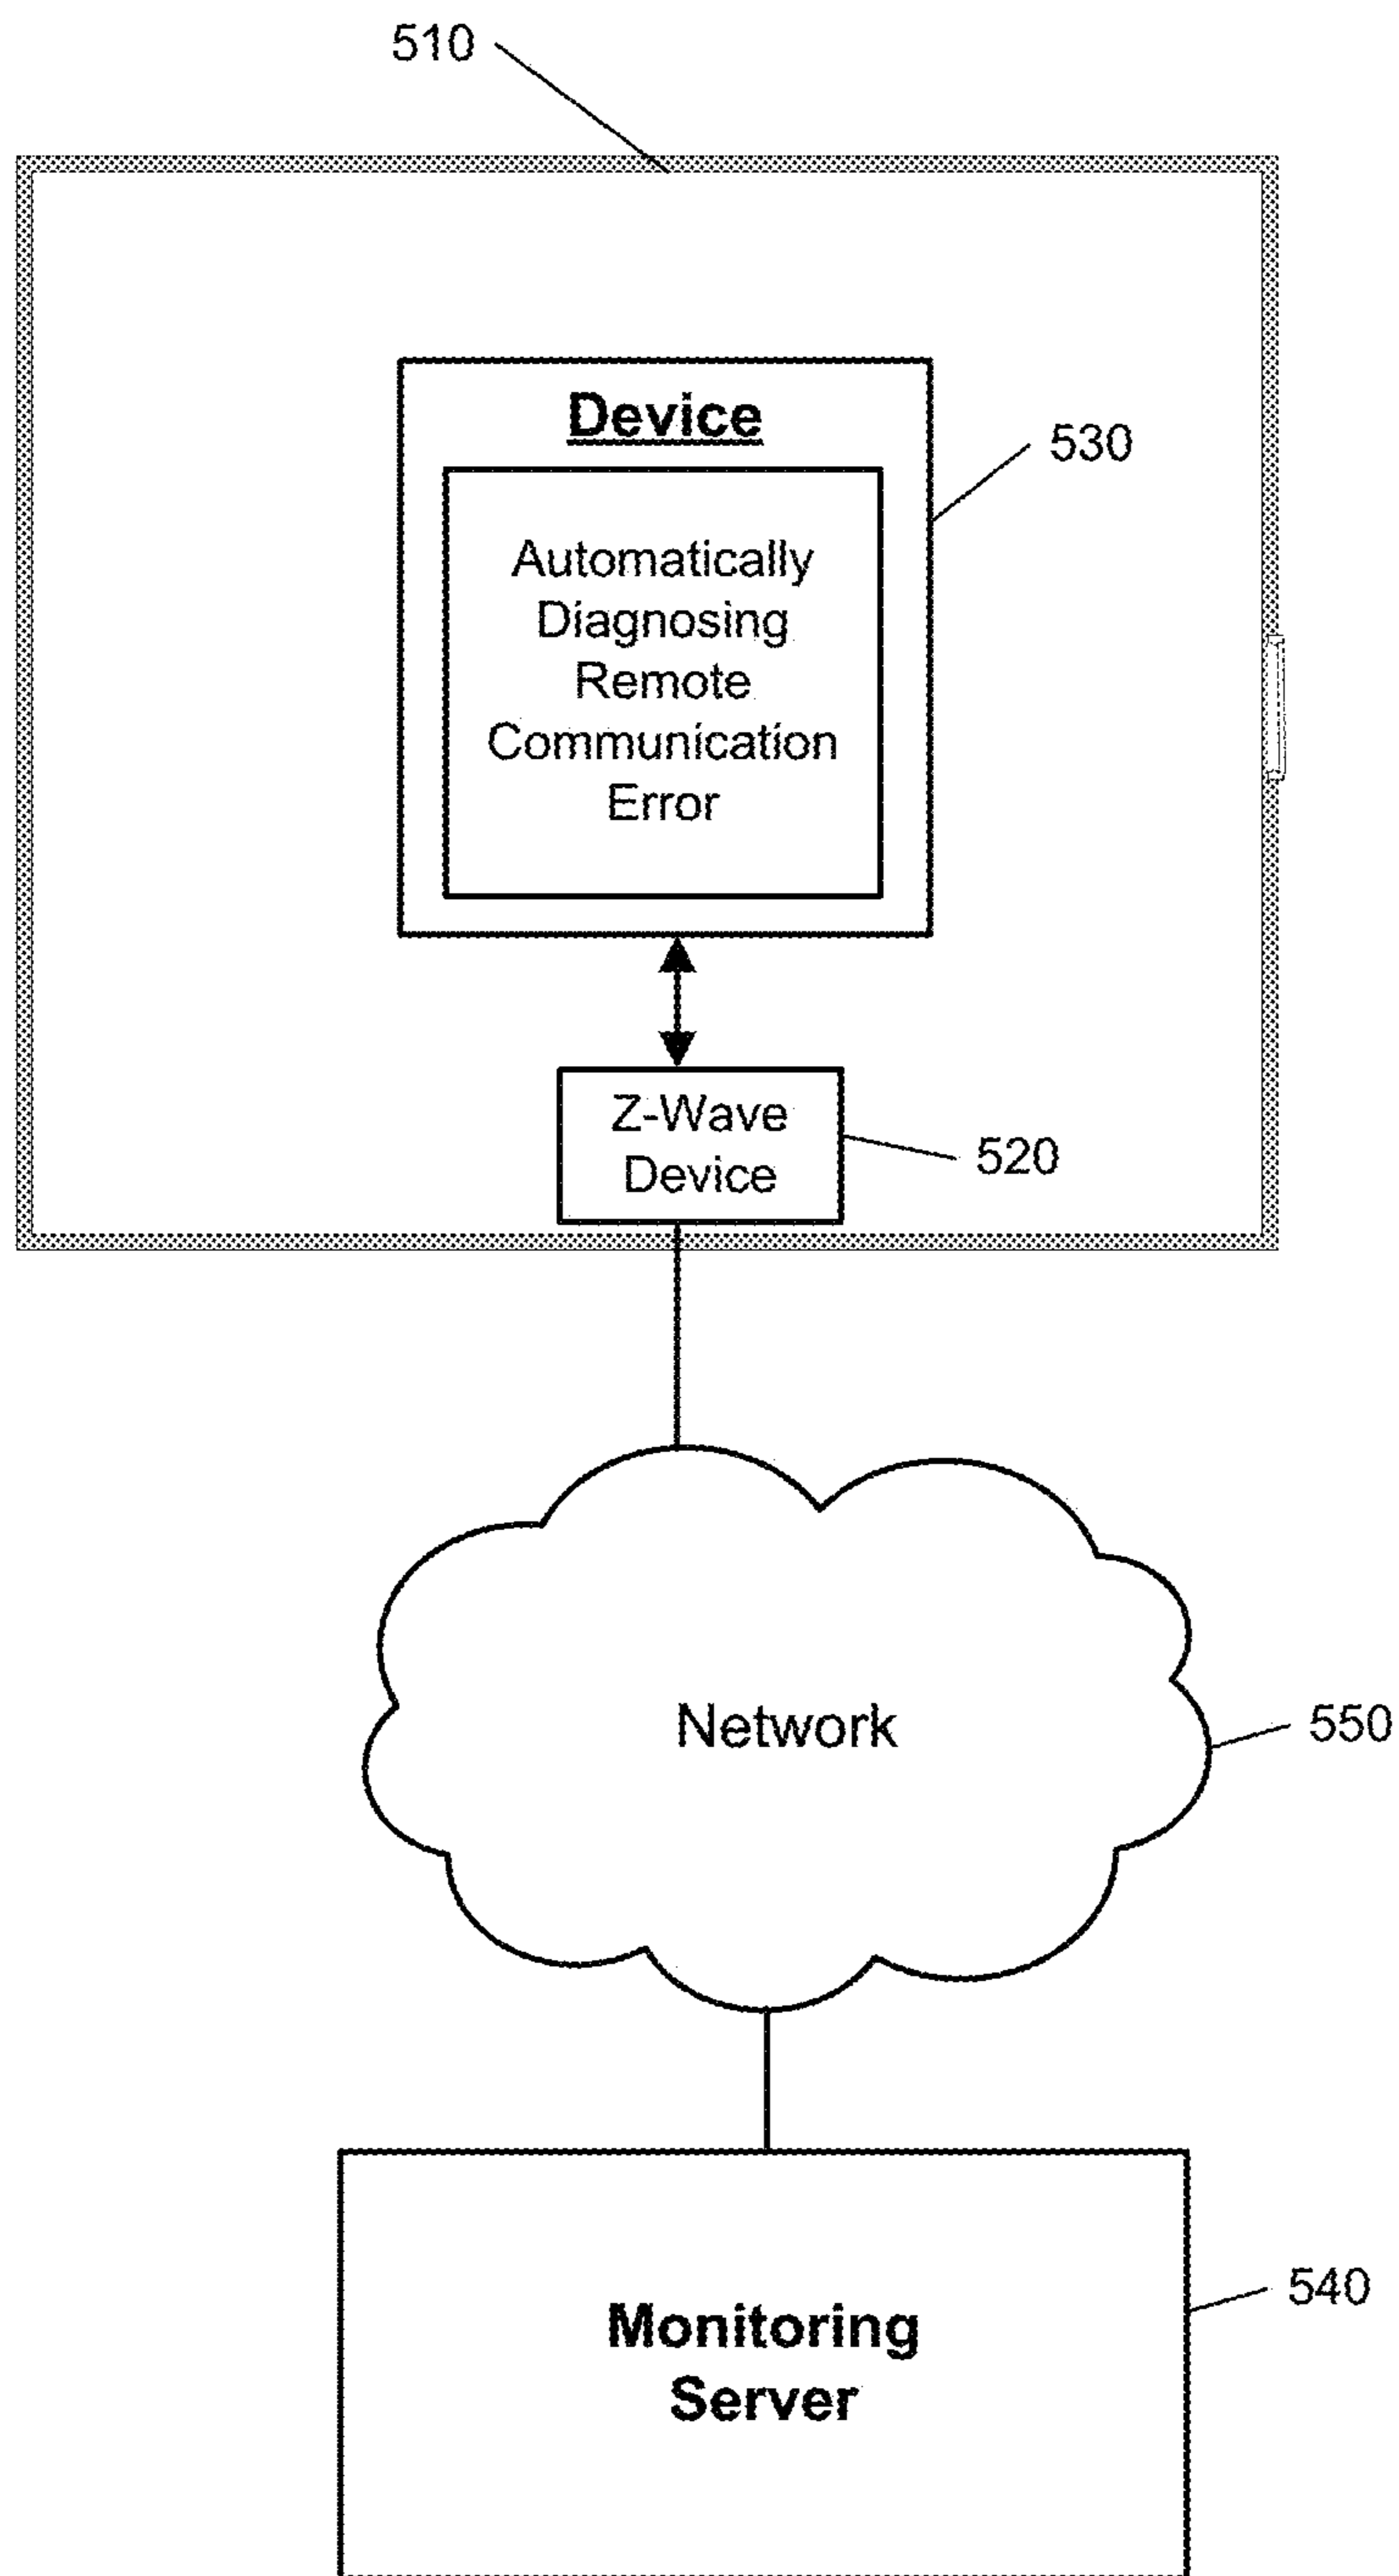 510
Device
530
Automatically
Diagnosing
Remote
Communication
Error
Z-Wave
Device
520
Network
550
540
Monitoring
Server